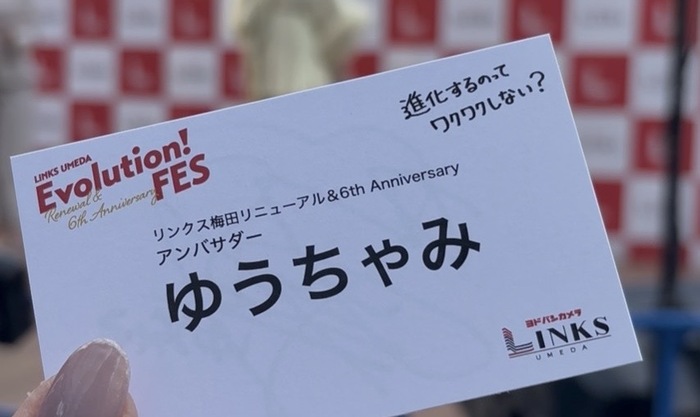 LINKS UMEDA
Evolution!
FES
Renewal &
6th Anniversary
進化するのって
ワクワクしない?
リンクス梅田リニューアル&6th Anniversary
アンバサダー
ゆうちゃみ
ヨドバシカメラ
LINKS
UMEDA